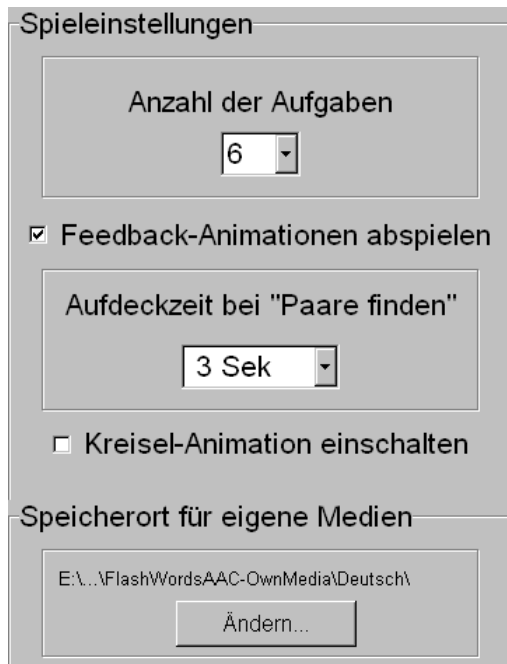 Spieleinstellungen
Anzahl der Aufgaben
6
Feedback-Animationen abspielen
Aufdeckzeit bei "Paare finden"
3 Sek
Kreisel-Animation einschalten
Speicherort für eigene Medien
E:\...\FlashWordsAAC-OwnMedia\Deutsch\
Ändern...